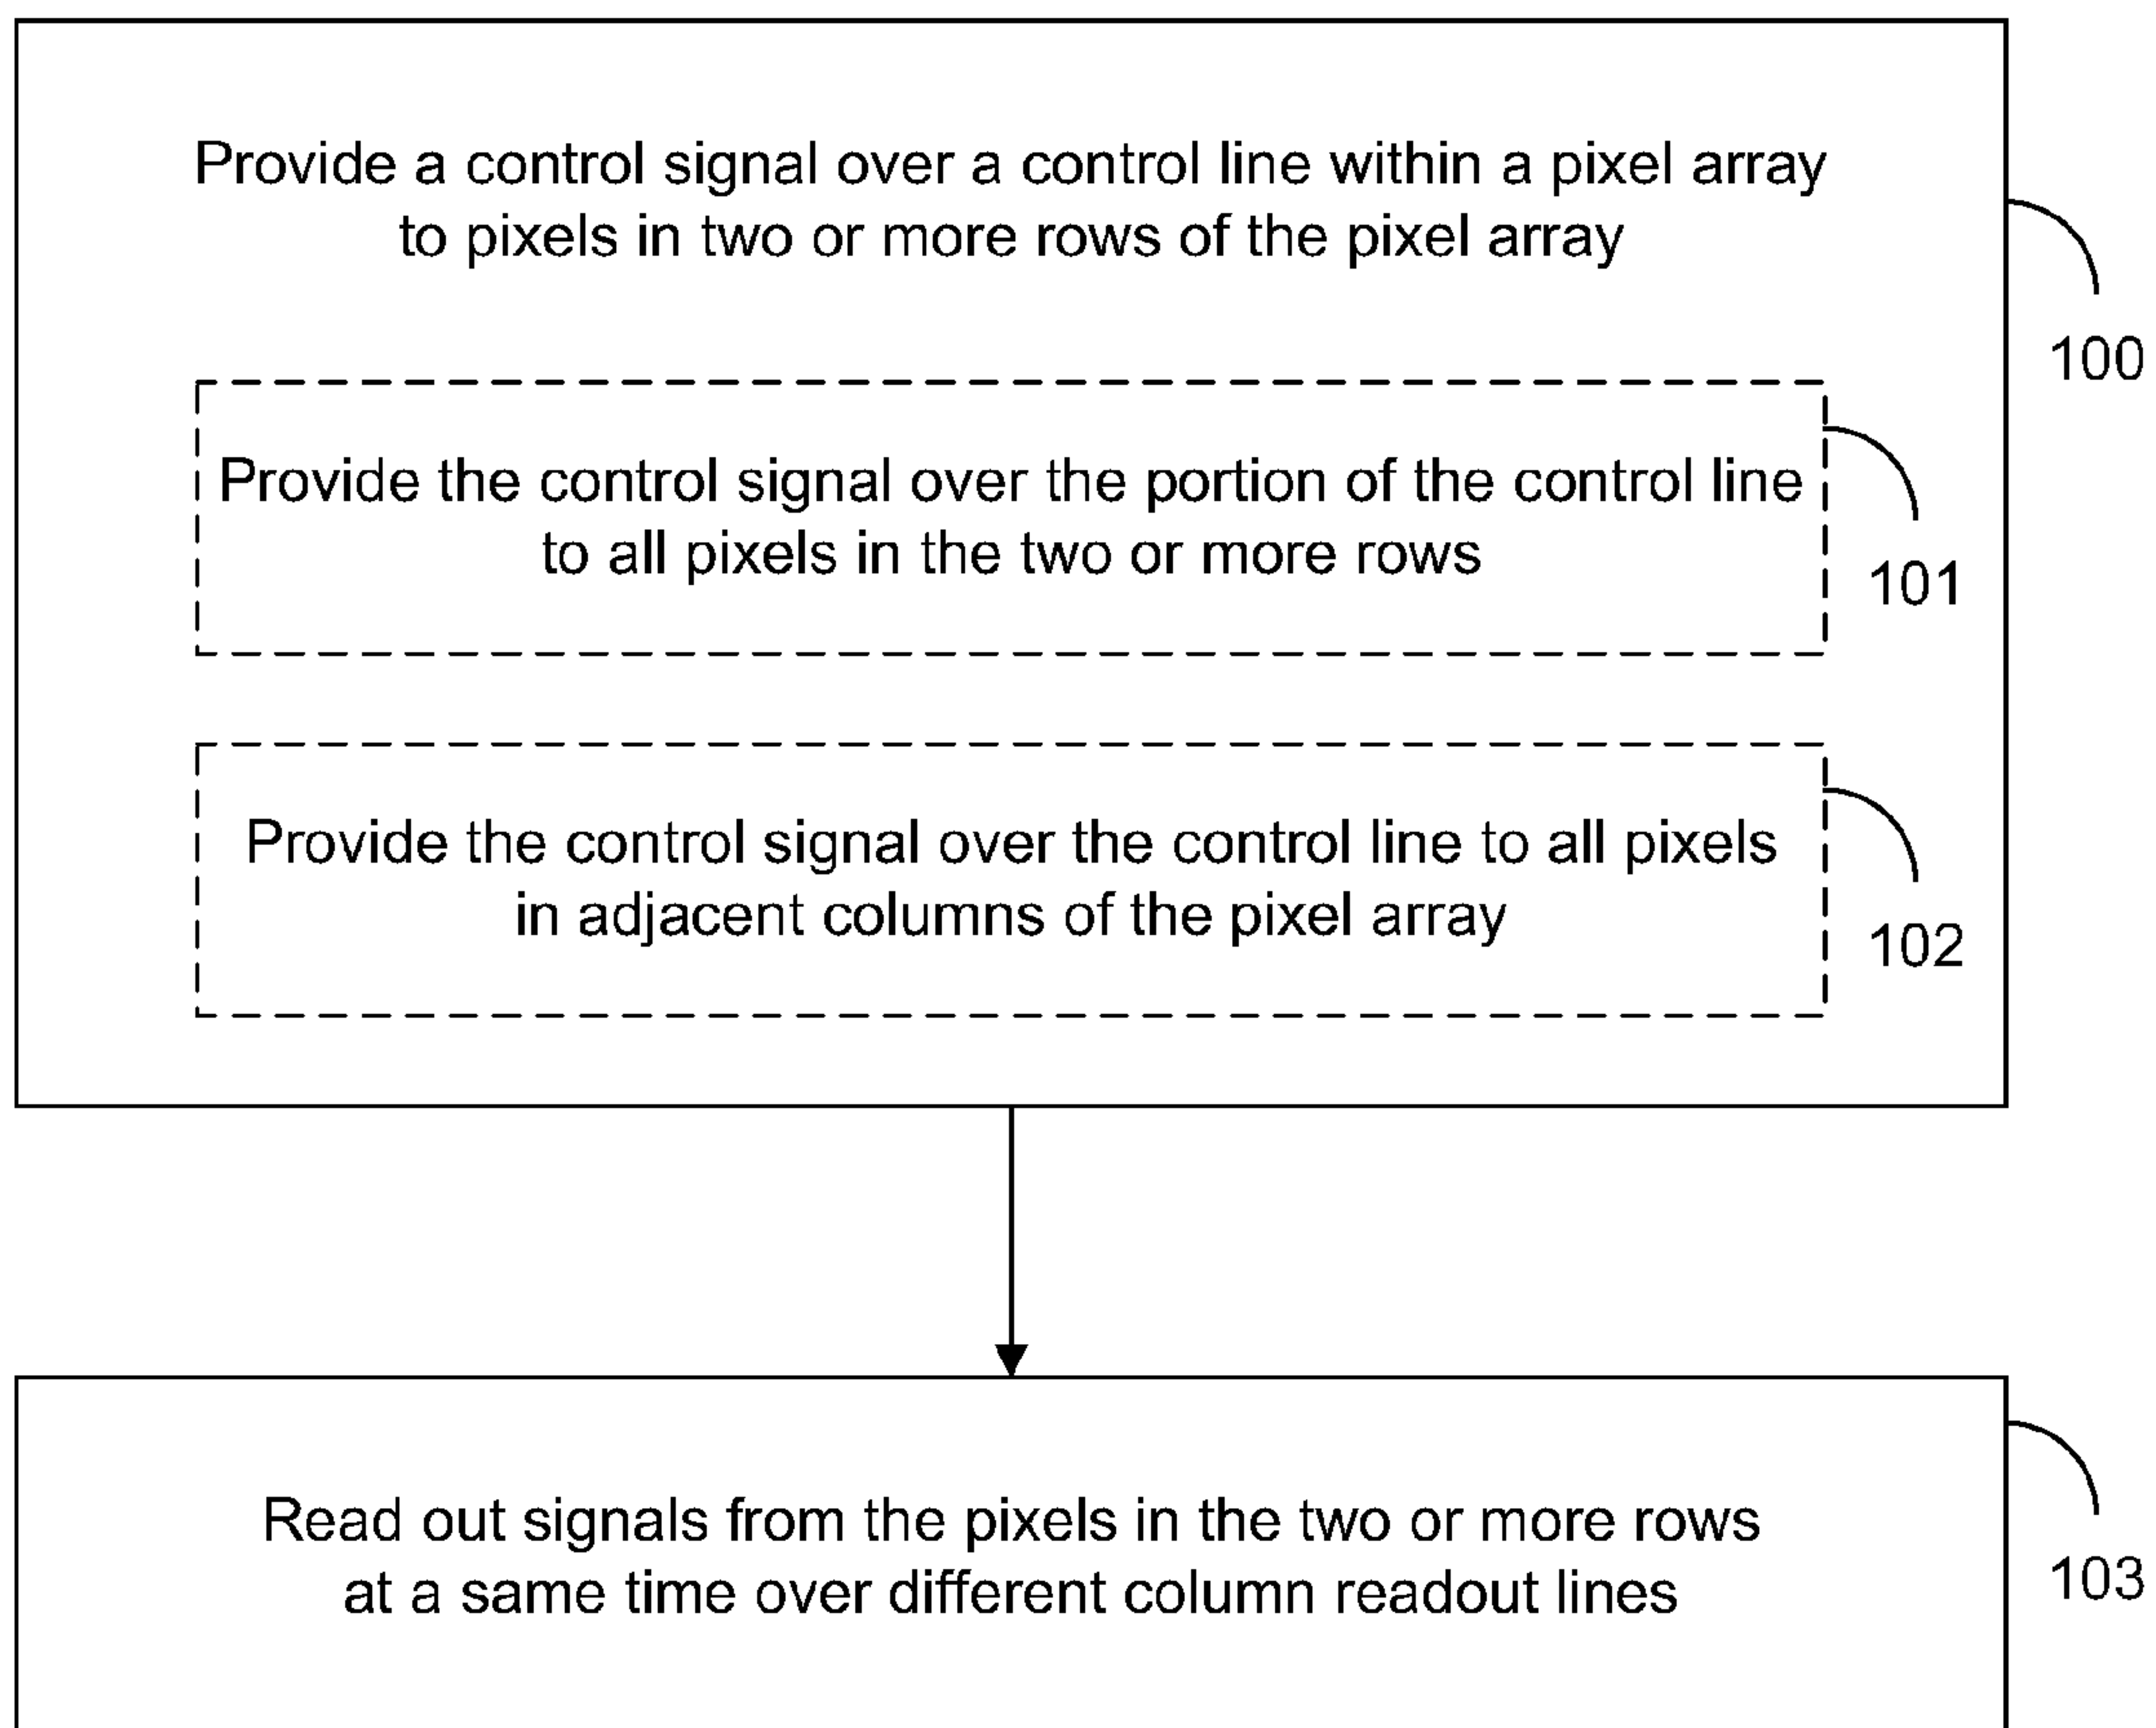 Provide a control signal over a control line within a pixel array
to pixels in two or more rows of the pixel array
100
Provide the control signal over the portion of the control line
to all pixels in the two or more rows
101
Provide the control signal over the control line to all pixels
in adjacent columns of the pixel array
102
Read out signals from the pixels in the two or more rows
at a same time over different column readout lines
103